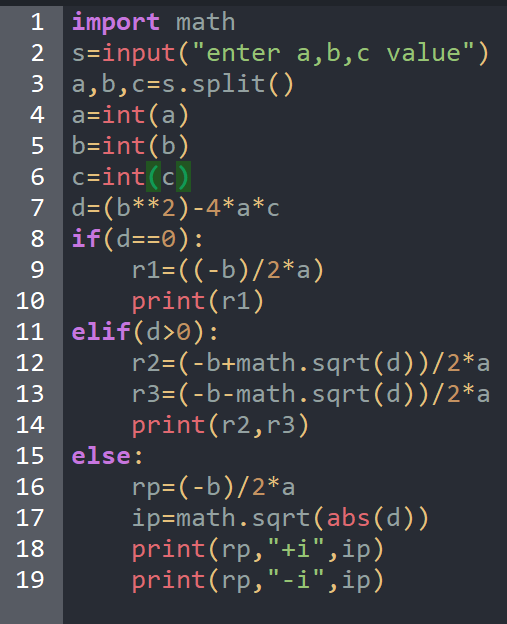 1 import math
2 s=input("enter a,b,c value")
3 a,b,c=s.split()
4 a=int(a)
5 b=int(b)
6 c=int(c)
7 d=(b**2)-4*a*c
8 if(d==0):
9     r1=((-b)/2*a)
10     print(r1)
11 elif(d>0):
12     r2=(-b+math.sqrt(d))/2*a
13     r3=(-b-math.sqrt(d))/2*a
14     print(r2,r3)
15 else:
16     rp=(-b)/2*a
17     ip=math.sqrt(abs(d))
18     print(rp,"+i",ip)
19     print(rp,"-i",ip)